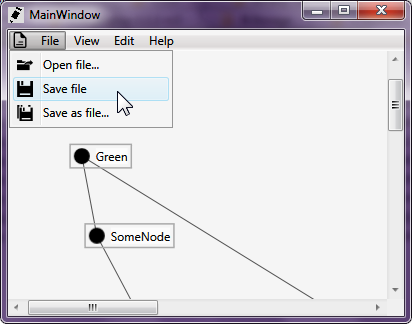 MainWindow
File View Edit Help
Open file...
Save file
Save as file...
Green
SomeNode